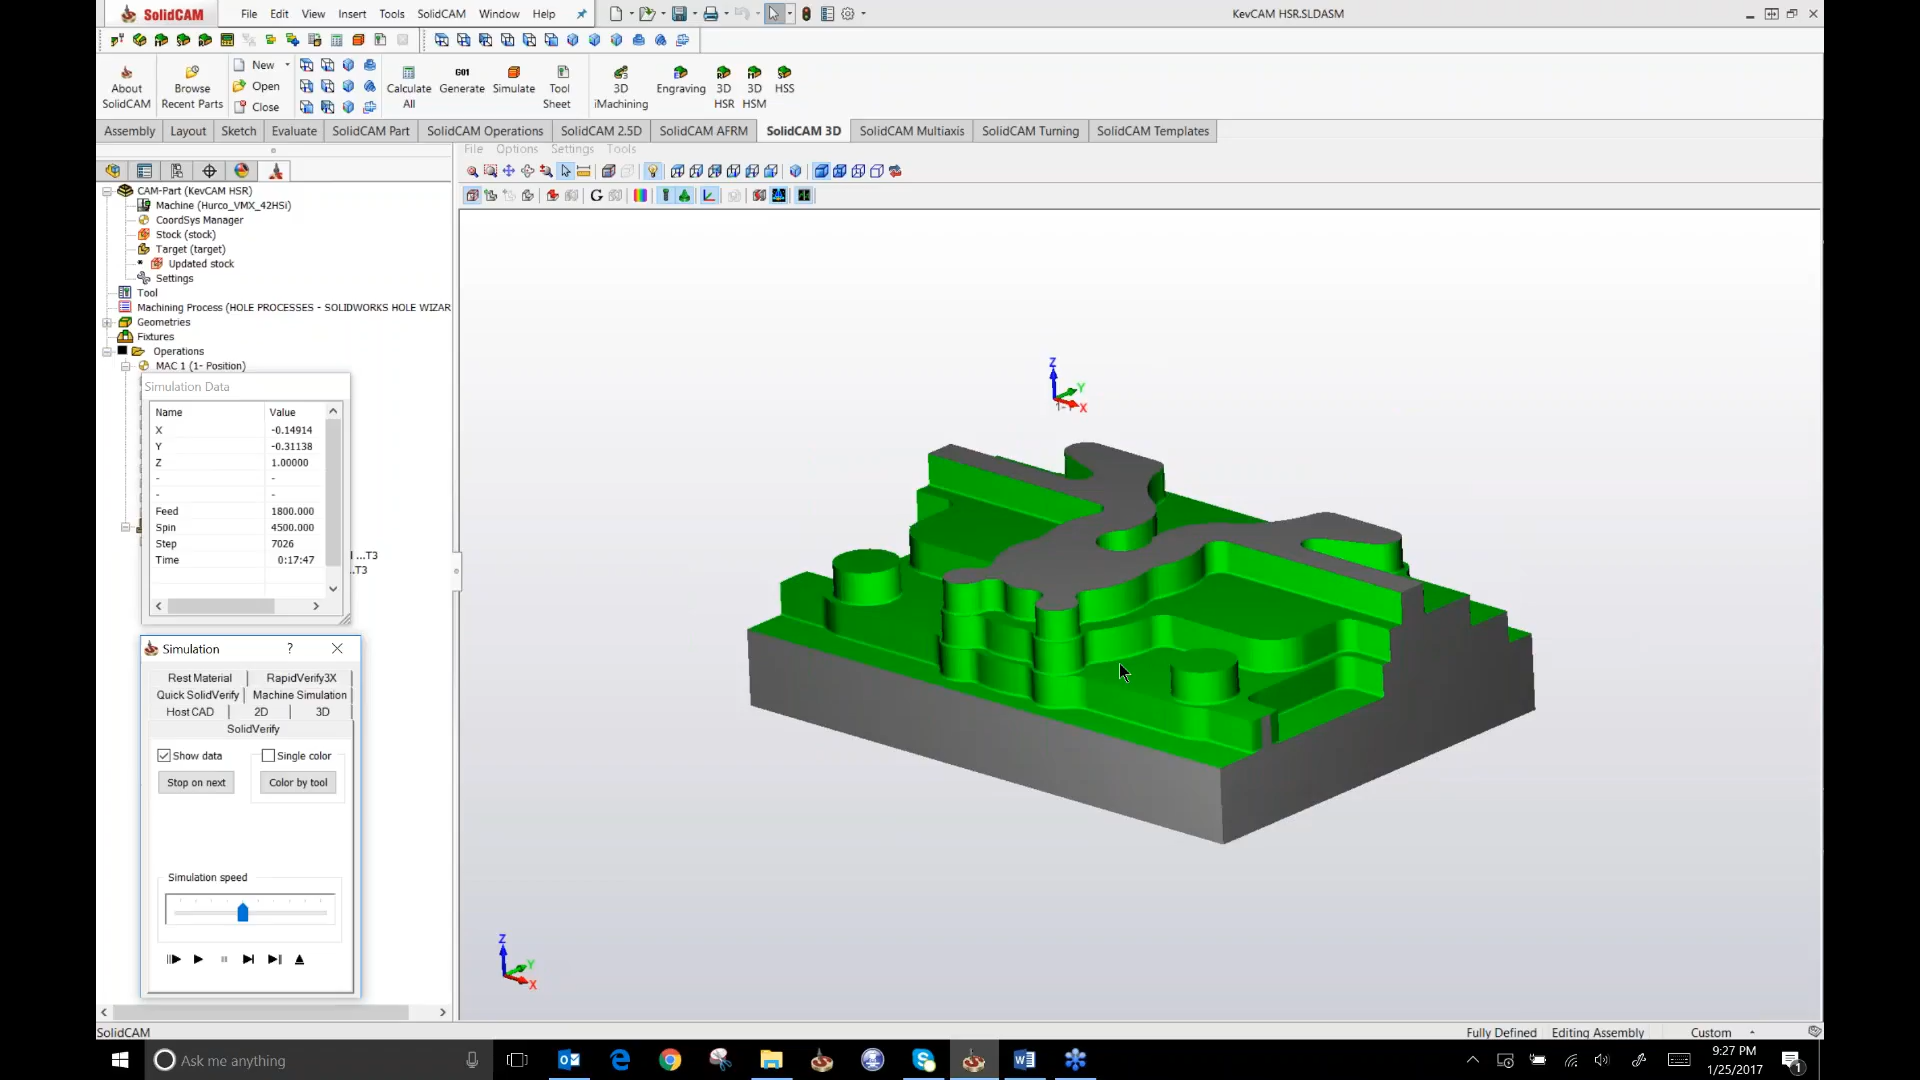 SolidCAM File Edit View Insert Tools SolidCAM Window Help KevCAM HSR.SLDASM
New
Open
Close
About SolidCAM
Browse Recent Parts
Calculate All
G01
Generate
Simulate
Tool Sheet
3D iMachining
Engraving
3D HSR
3D HSM
HSS
Assembly Layout Sketch Evaluate SolidCAM Part SolidCAM Operations SolidCAM 2.5D SolidCAM AFRM SolidCAM 3D SolidCAM Multiaxis SolidCAM Turning SolidCAM Templates
File Options Settings Tools
CAM-Part (KevCAM HSR)
Machine (Hurco_VMX_42HSi)
CoordSys Manager
Stock (stock)
Target (target)
Updated stock
Settings
Tool
Machining Process (HOLE PROCESSES - SOLIDWORKS HOLE WIZAR
Geometries
Fixtures
Operations
MAC 1 (1- Position)
Simulation Data
Name Value
X -0.14914
Y -0.31138
Z 1.00000
- -
- -
Feed 1800.000
Spin 4500.000
Step 7026
Time 0:17:47
...T3
..T3
Simulation ?
Rest Material RapidVerify3X
Quick SolidVerify Machine Simulation
Host CAD 2D 3D
SolidVerify
Show data Single color
Stop on next Color by tool
Simulation speed
Z
Y
X
Z
Y
X
SolidCAM Fully Defined Editing Assembly Custom
Ask me anything
9:27 PM
1/25/2017
1